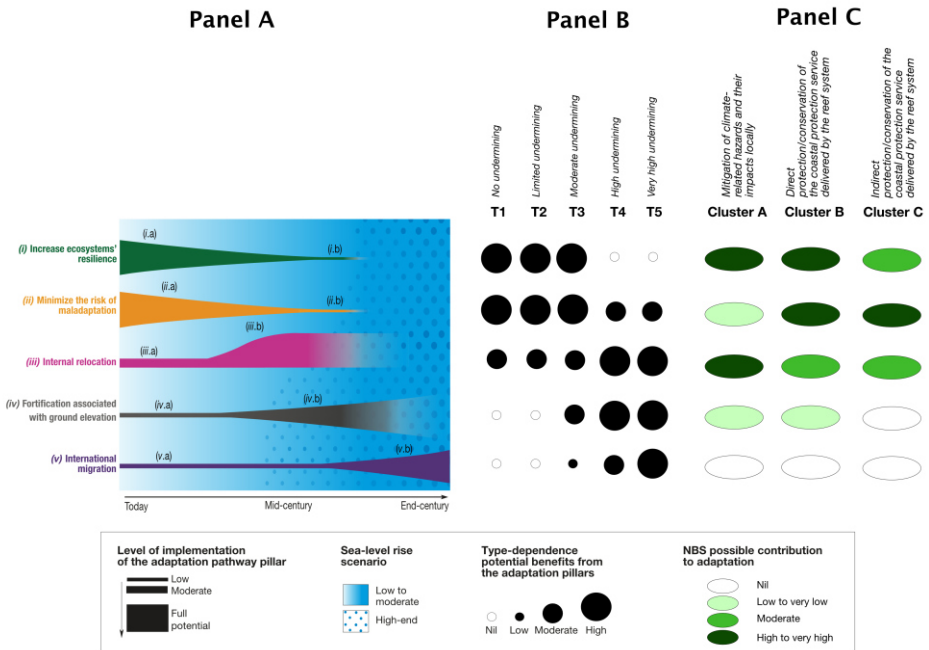 Panel A
Panel B
Panel C
No undermining
Limited undermining
Moderate undermining
High undermining
Very high undermining
Mitigation of climate-
related hazards and their
impacts locally
Direct
protection/conservation of
the coastal protection service
delivered by the reef system
Indirect
protection/conservation of the
coastal protection service
delivered by the reef system
T1
T2
T3
T4
T5
Cluster A
Cluster B
Cluster C
(i) Increase ecosystems'
resilience
(i.a)
(i.b)
(ii) Minimize the risk of
maladaptation
(ii.a)
(ii.b)
(iii) Internal relocation
(iii.a)
(iii.b)
(iv) Fortification associated
with ground elevation
(iv.a)
(iv.b)
(v) International
migration
(v.a)
(v.b)
Today
Mid-century
End-century
Level of implementation
of the adaptation pathway pillar
Low
Moderate
Full
potential
Sea-level rise
scenario
Low to
moderate
High-end
Type-dependence
potential benefits from
the adaptation pillars
Nil
Low
Moderate
High
NBS possible contribution
to adaptation
Nil
Low to very low
Moderate
High to very high